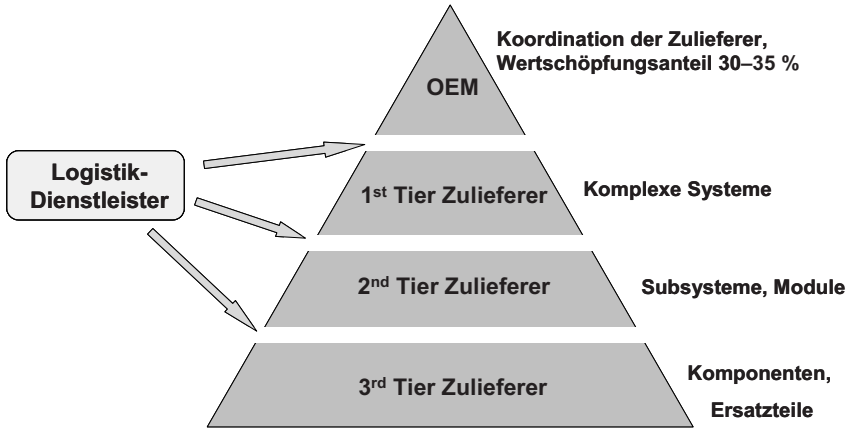 Koordination der Zulieferer,
Wertschöpfungsanteil 30–35 %
OEM
Logistik-
Dienstleister
1st Tier Zulieferer
Komplexe Systeme
2nd Tier Zulieferer
Subsysteme, Module
3rd Tier Zulieferer
Komponenten,
Ersatzteile